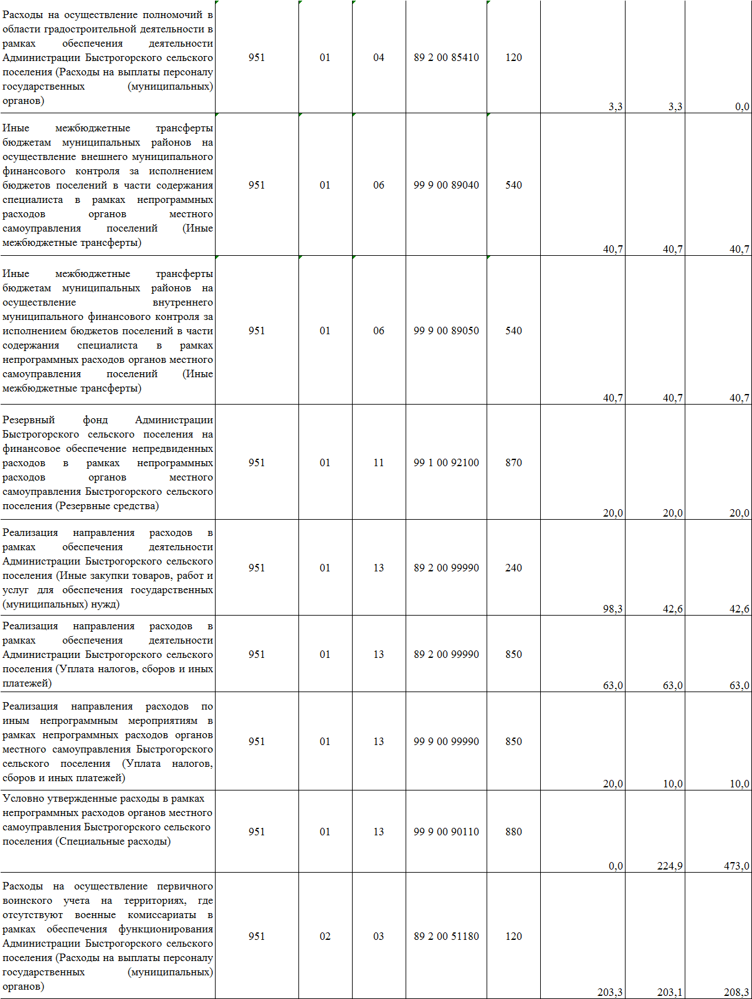 Расходы на осуществление полномочий в
области градостроительной деятельности в
рамках обеспечения деятельности
Администрации Быстрогорского сельского
поселения (Расходы на выплаты персоналу
государственных (муниципальных)
органов)
951 01 04 89 2 00 85410 120
3,3 3,3 0,0
Иные межбюджетные трансферты
бюджетам муниципальных районов на
осуществление внешнего муниципального
финансового контроля за исполнением
бюджетов поселений в части содержания
специалиста в рамках непрограммных
расходов органов местного
самоуправления поселений (Иные
межбюджетные трансферты)
951 01 06 99 9 00 89040 540
40,7 40,7 40,7
Иные межбюджетные трансферты
бюджетам муниципальных районов на
осуществление внутреннего
муниципального финансового контроля за
исполнением бюджетов поселений в части
содержания специалиста в рамках
непрограммных расходов органов местного
самоуправления поселений (Иные
межбюджетные трансферты)
951 01 06 99 9 00 89050 540
40,7 40,7 40,7
Резервный фонд Администрации
Быстрогорского сельского поселения на
финансовое обеспечение непредвиденных
расходов в рамках непрограммных
расходов органов местного
самоуправления Быстрогорского сельского
поселения (Резервные средства)
951 01 11 99 1 00 92100 870
20,0 20,0 20,0
Реализация направления расходов в
рамках обеспечения деятельности
Администрации Быстрогорского сельского
поселения (Иные закупки товаров, работ и
услуг для обеспечения государственных
(муниципальных) нужд)
951 01 13 89 2 00 99990 240
98,3 42,6 42,6
Реализация направления расходов в
рамках обеспечения деятельности
Администрации Быстрогорского сельского
поселения (Уплата налогов, сборов и иных
платежей)
951 01 13 89 2 00 99990 850
63,0 63,0 63,0
Реализация направления расходов по
иным непрограммным мероприятиям в
рамках непрограммных расходов органов
местного самоуправления Быстрогорского
сельского поселения (Уплата налогов,
сборов и иных платежей)
951 01 13 99 9 00 99990 850
20,0 10,0 10,0
Условно утвержденные расходы в рамках
непрограммных расходов органов местного
самоуправления Быстрогорского сельского
поселения (Специальные расходы)
951 01 13 99 9 00 90110 880
0,0 224,9 473,0
Расходы на осуществление первичного
воинского учета на территориях, где
отсутствуют военные комиссариаты в
рамках обеспечения функционирования
Администрации Быстрогорского сельского
поселения (Расходы на выплаты персоналу
государственных (муниципальных)
органов)
951 02 03 89 2 00 51180 120
203,3 203,1 208,3